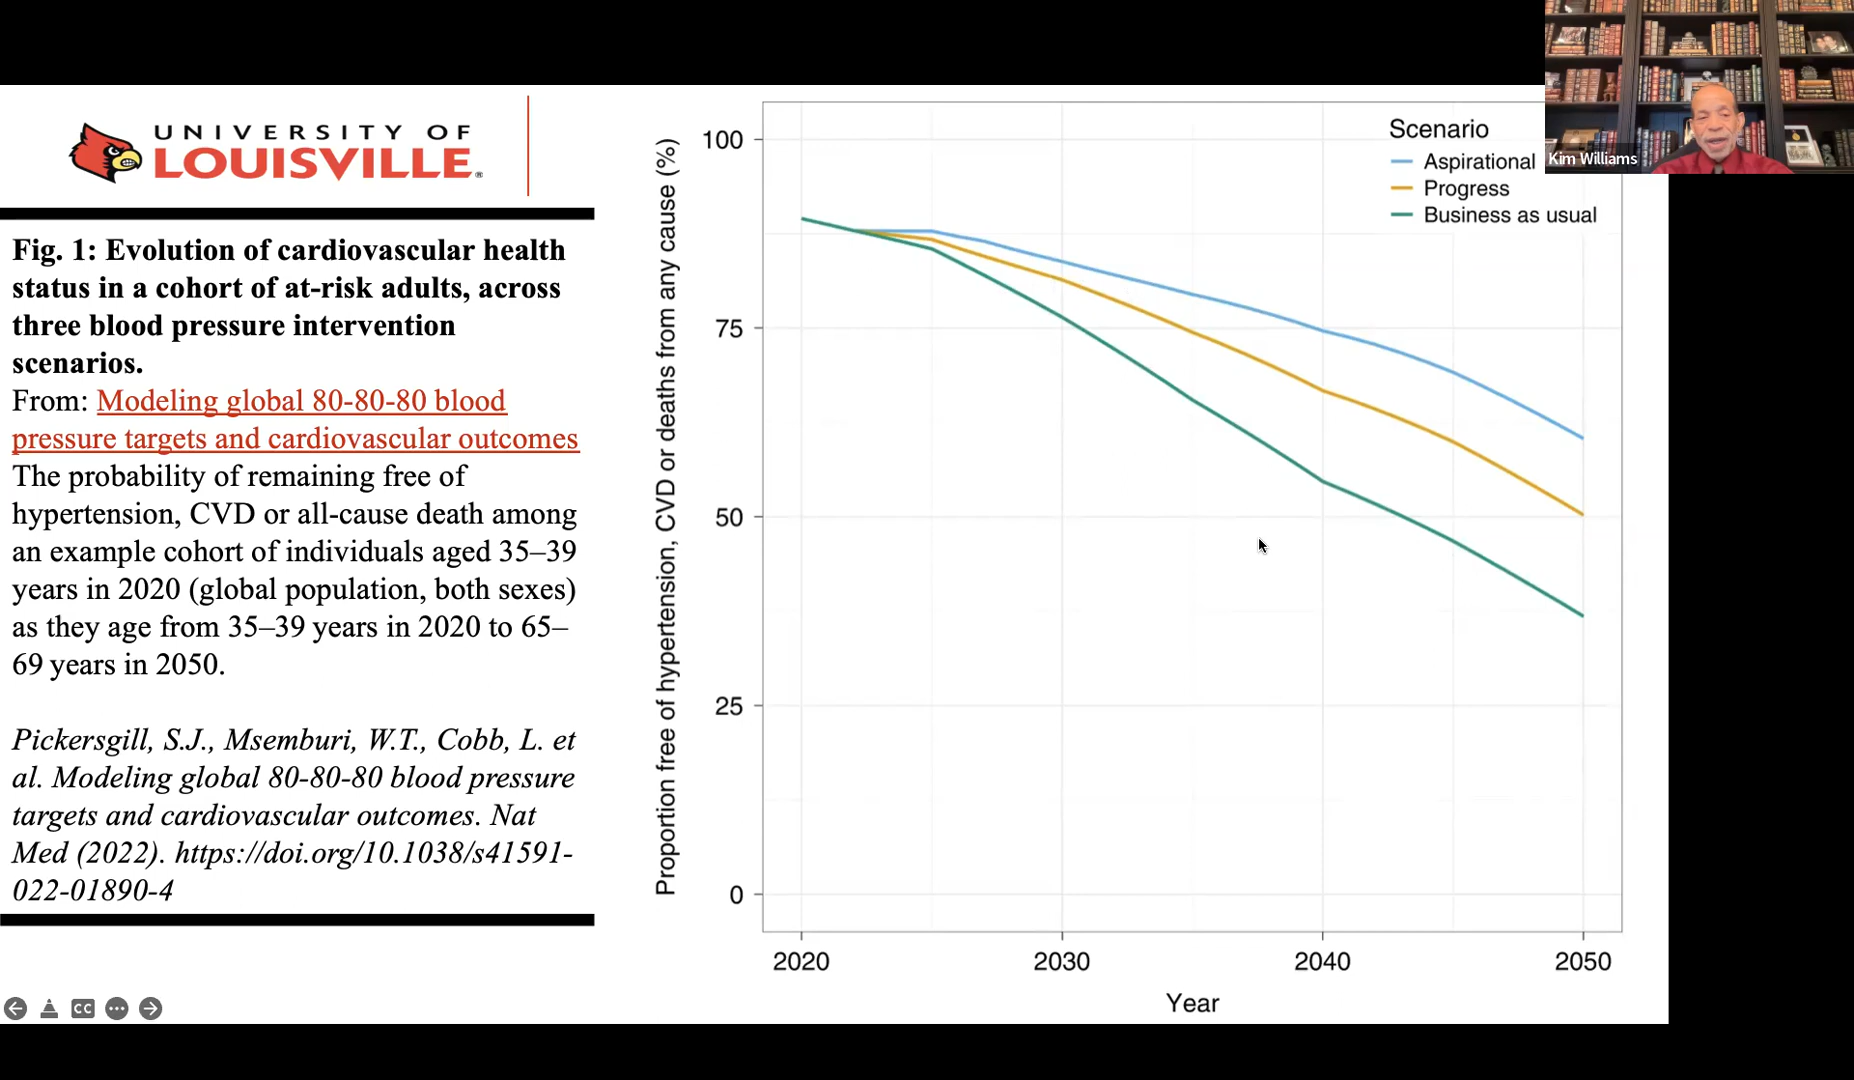 UNIVERSITY OF
LOUISVILLE®
Fig. 1: Evolution of cardiovascular health
status in a cohort of at-risk adults, across
three blood pressure intervention
scenarios.
From: Modeling global 80-80-80 blood
pressure targets and cardiovascular outcomes
The probability of remaining free of
hypertension, CVD or all-cause death among
an example cohort of individuals aged 35–39
years in 2020 (global population, both sexes)
as they age from 35–39 years in 2020 to 65–
69 years in 2050.
Pickersgill, S.J., Msemburi, W.T., Cobb, L. et
al. Modeling global 80-80-80 blood pressure
targets and cardiovascular outcomes. Nat
Med (2022). https://doi.org/10.1038/s41591-
022-01890-4
CC
Proportion free of hypertension, CVD or deaths from any cause (%)
100
75
50
25
0
2020
2030
2040
2050
Year
Scenario
Aspirational
Progress
Business as usual
Kim Williams